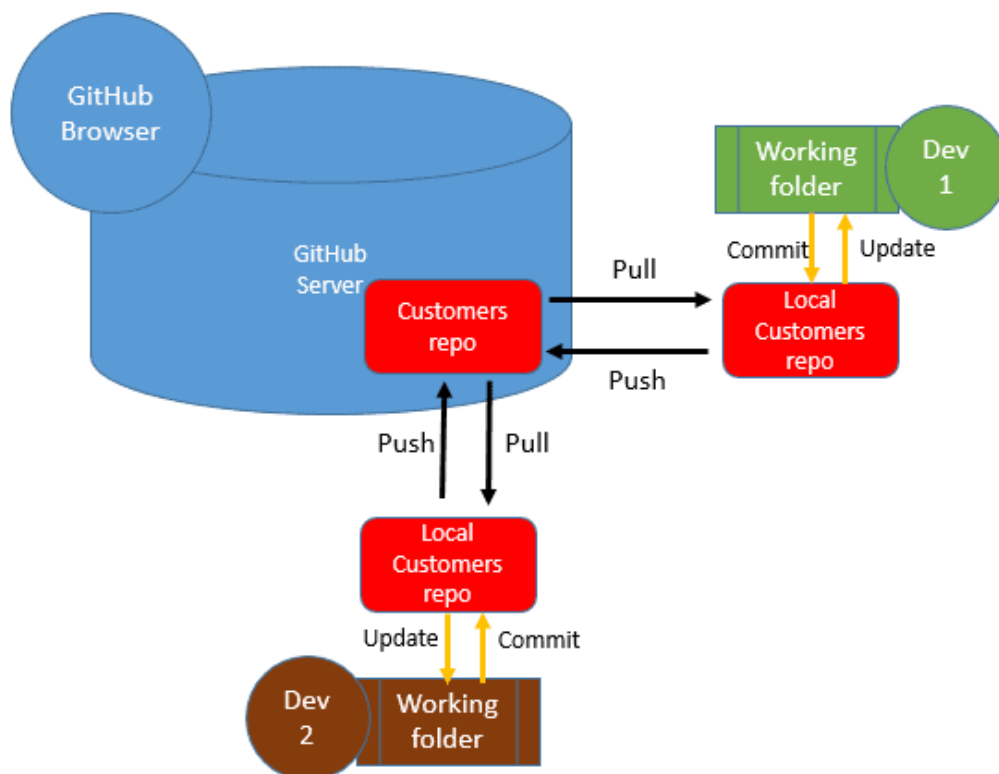 GitHub
Browser
GitHub
Server
Customers
repo
Pull
Push
Working
folder
Dev
1
Commit
Update
Local
Customers
repo
Push
Pull
Local
Customers
repo
Update
Commit
Dev
2
Working
folder